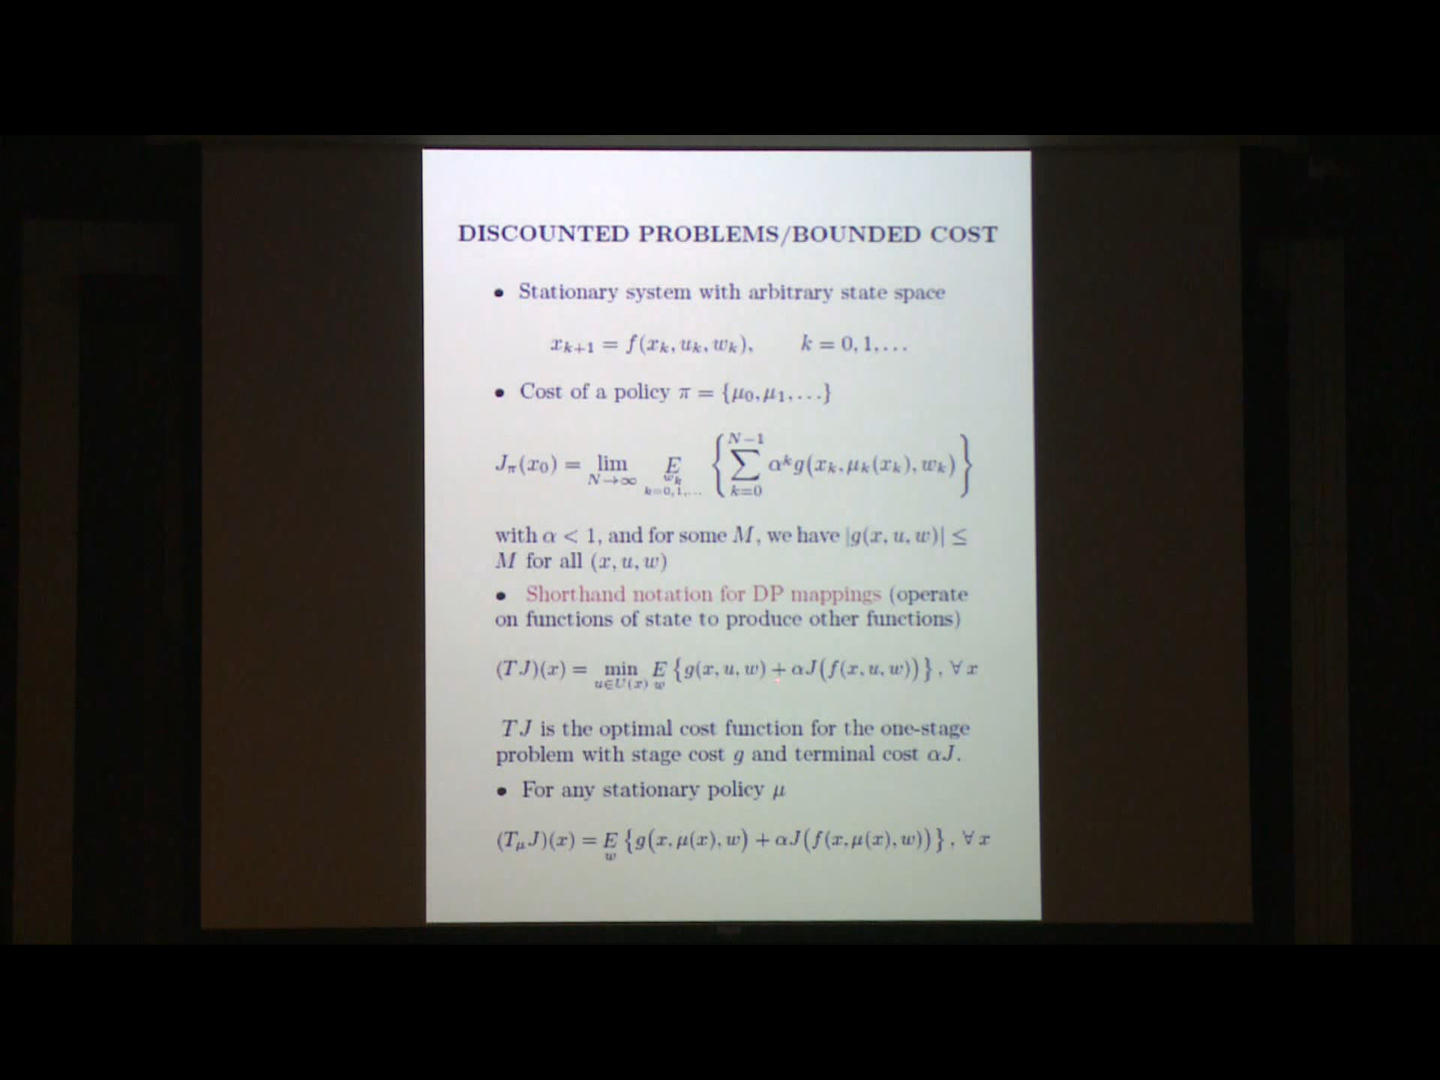 DISCOUNTED PROBLEMS/BOUNDED COST
• Stationary system with arbitrary state space
x_{k+1} = f(x_k, u_k, w_k), k = 0, 1, . . .
• Cost of a policy π = {μ_0, μ_1, . . .}
J_π(x_0) = lim_{N→∞} E_{w_k, k=0,1,...} { ∑_{k=0}^{N−1} α^k g(x_k, μ_k(x_k), w_k) }
with α < 1, and for some M, we have |g(x, u, w)| ≤
M for all (x, u, w)
• Shorthand notation for DP mappings (operate
on functions of state to produce other functions)
(TJ)(x) = min_{u∈U(x)} E_w {g(x, u, w) + αJ(f(x, u, w))}, ∀ x
TJ is the optimal cost function for the one-stage
problem with stage cost g and terminal cost αJ.
• For any stationary policy μ
(T_μJ)(x) = E_w {g(x, μ(x), w) + αJ(f(x, μ(x), w))}, ∀ x